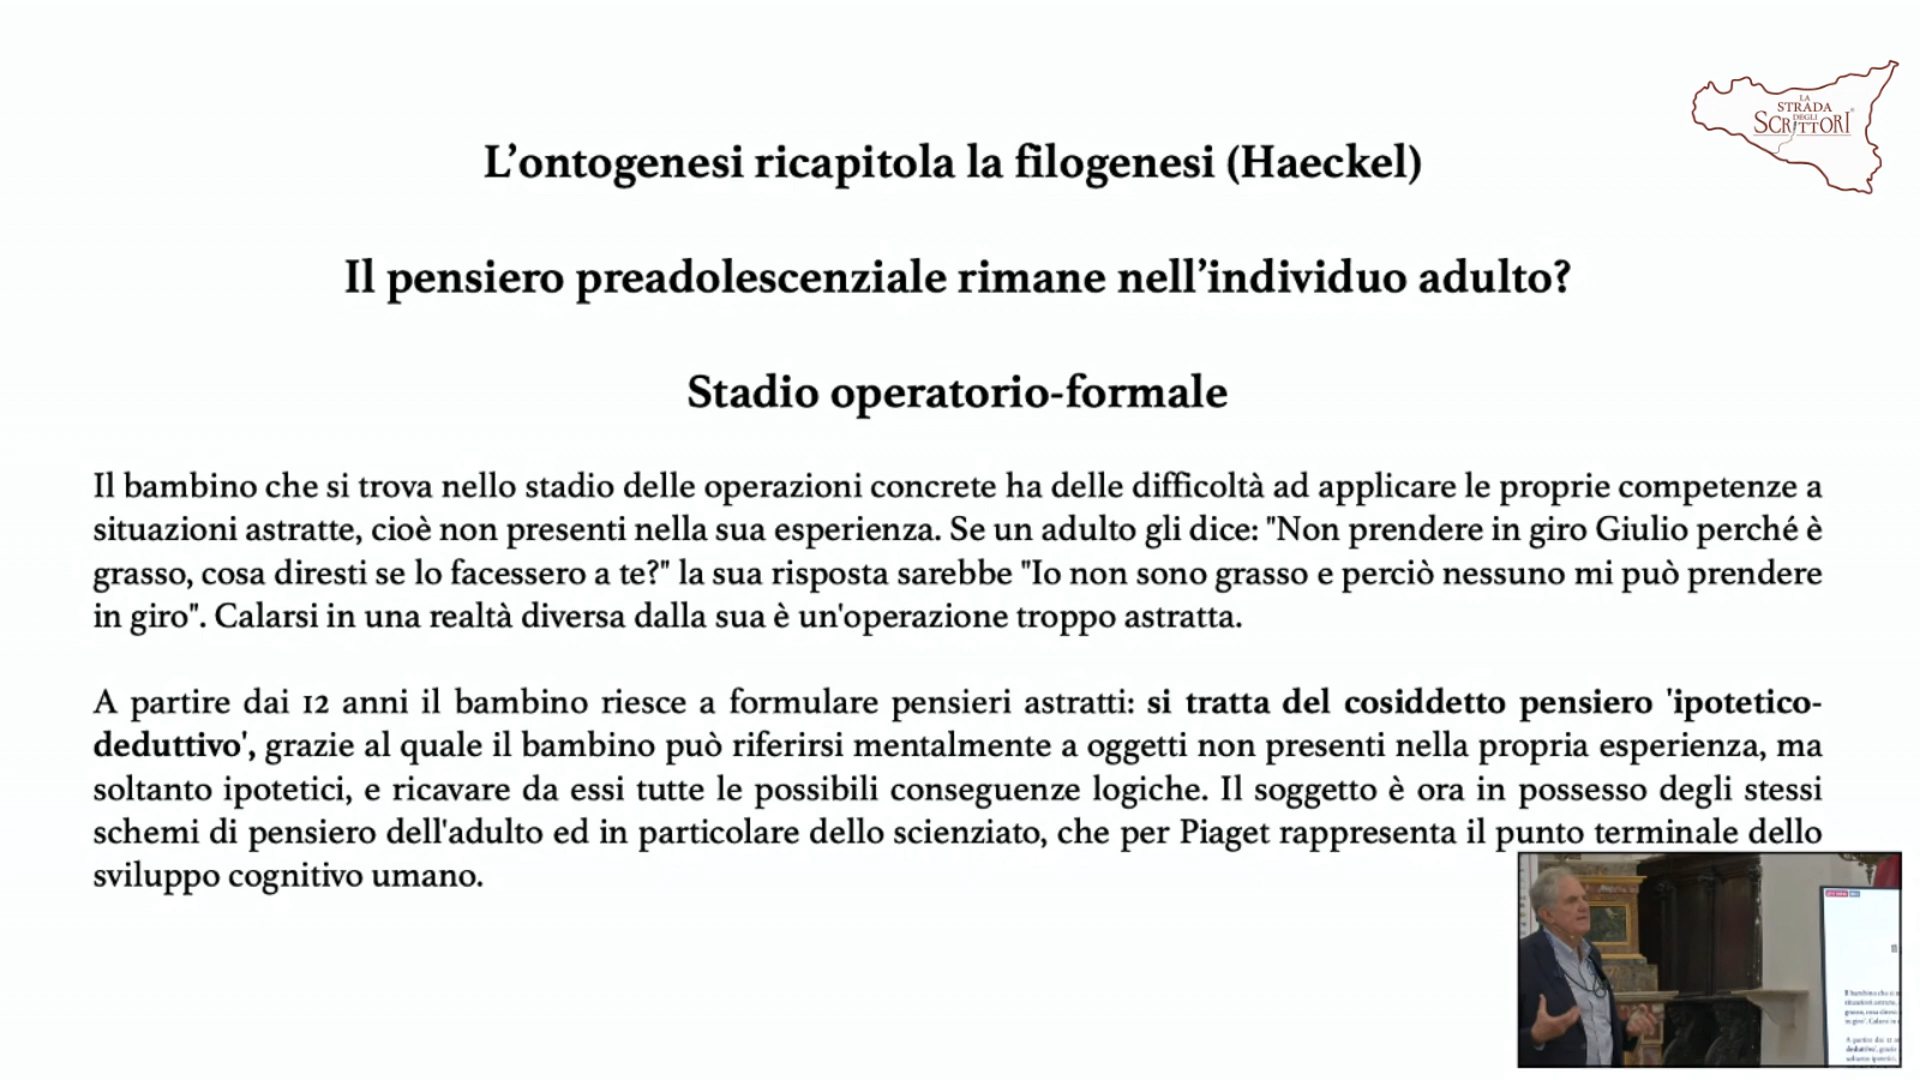 LA
STRADA
DEGLI
SCRITTORI
L’ontogenesi ricapitola la filogenesi (Haeckel)
Il pensiero preadolescenziale rimane nell’individuo adulto?
Stadio operatorio-formale
Il bambino che si trova nello stadio delle operazioni concrete ha delle difficoltà ad applicare le proprie competenze a
situazioni astratte, cioè non presenti nella sua esperienza. Se un adulto gli dice: "Non prendere in giro Giulio perché è
grasso, cosa diresti se lo facessero a te?" la sua risposta sarebbe "Io non sono grasso e perciò nessuno mi può prendere
in giro". Calarsi in una realtà diversa dalla sua è un'operazione troppo astratta.
A partire dai 12 anni il bambino riesce a formulare pensieri astratti: si tratta del cosiddetto pensiero 'ipotetico-
deduttivo', grazie al quale il bambino può riferirsi mentalmente a oggetti non presenti nella propria esperienza, ma
soltanto ipotetici, e ricavare da essi tutte le possibili conseguenze logiche. Il soggetto è ora in possesso degli stessi
schemi di pensiero dell'adulto ed in particolare dello scienziato, che per Piaget rappresenta il punto terminale dello
sviluppo cognitivo umano.